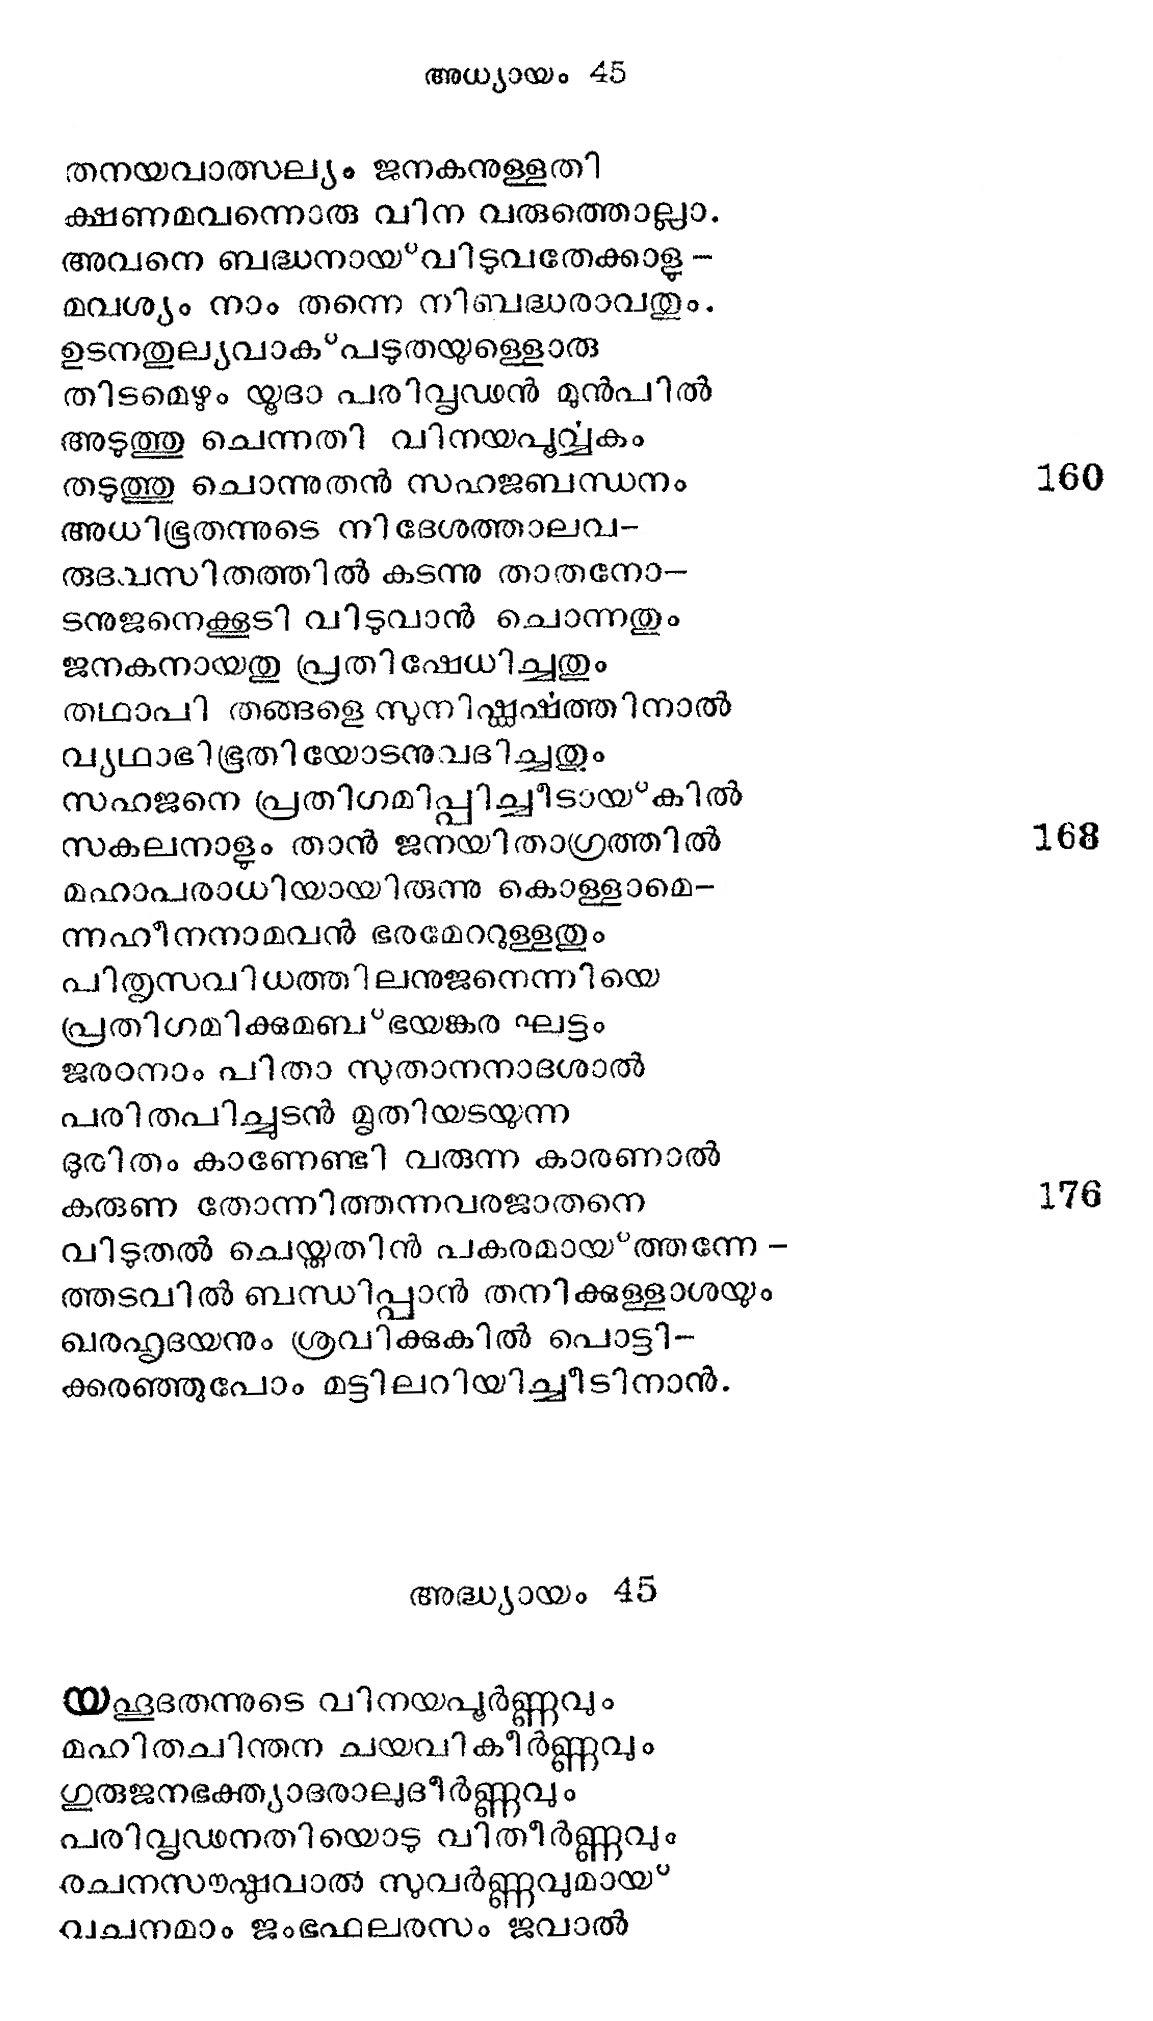 അധ്യായം 45
തനയവാത്സല്യം ജനകനുള്ളതി
ക്ഷണമവന്നൊരു വിന വരുത്തൊല്ലാ.
അവനെ ബദ്ധനായ്‌വിടുവതേക്കാളു–
മവശ്യം നാം തന്നെ നിബദ്ധരാവതും.
ഉടനതുല്യവാക്‌പടുതയുള്ളൊരു
തിടമെഴും യൂദാ പരിവൃഢൻ മുൻപിൽ
അടുത്തു ചെന്നതി വിനയപൂർവ്വകം
തടുത്തു ചൊന്നുതൻ സഹജബന്ധനം 160
അധിഭൂതന്നുടെ നിദേശത്താലവ–
രുദവസിതത്തിൽ കടന്നു താതനോ–
ടനുജനെക്കൂടി വിടുവാൻ ചൊന്നതും
ജനകനായതു പ്രതിഷേധിച്ചതും
തഥാപി തങ്ങളെ സുനിഷ്കർഷത്തിനാൽ
വ്യഥാഭിഭൂതിയോടനുവദിച്ചതും
സഹജനെ പ്രതിഗമിപ്പിച്ചീടായ്‌കിൽ
സകലനാളും താൻ ജനയിതാഗ്രത്തിൽ 168
മഹാപരാധിയായിരുന്നു കൊള്ളാമെ–
ന്നഹീനനാമവൻ ഭരമേററുള്ളതും
പിതൃസവിധത്തിലനുജനെന്നിയെ
പ്രതിഗമിക്കുമബ്‌ഭയങ്കര ഘട്ടം
ജരഠനാം പിതാ സുതാനനാദശാൽ
പരിതപിച്ചുടൻ മൃതിയടയുന്ന
ദുരിതം കാണേണ്ടി വരുന്ന കാരണാൽ
കരുണ തോന്നിത്തന്നവരജാതനെ 176
വിടുതൽ ചെയ്തതിൻ പകരമായ്‌ത്തന്നേ –
ത്തടവിൽ ബന്ധിപ്പാൻ തനിക്കുള്ളാശയും
ഖരഹൃദയനും ശ്രവിക്കുകിൽ പൊട്ടി–
ക്കരഞ്ഞുപോം മട്ടിലറിയിച്ചീടിനാൻ.
അദ്ധ്യായം 45
യഹൂദതന്നുടെ വിനയപൂർണ്ണവും
മഹിതചിന്തന ചയവികീർണ്ണവും
ഗുരുജനഭക്ത്യാദരാലുദീർണ്ണവും
പരിവൃഢനതിയൊടു വിതീർണ്ണവും
രചനസൗഷ്ഠവാൽ സുവർണ്ണവുമായ്
വചനമാം ജംഭഫലരസം ജവാൽ